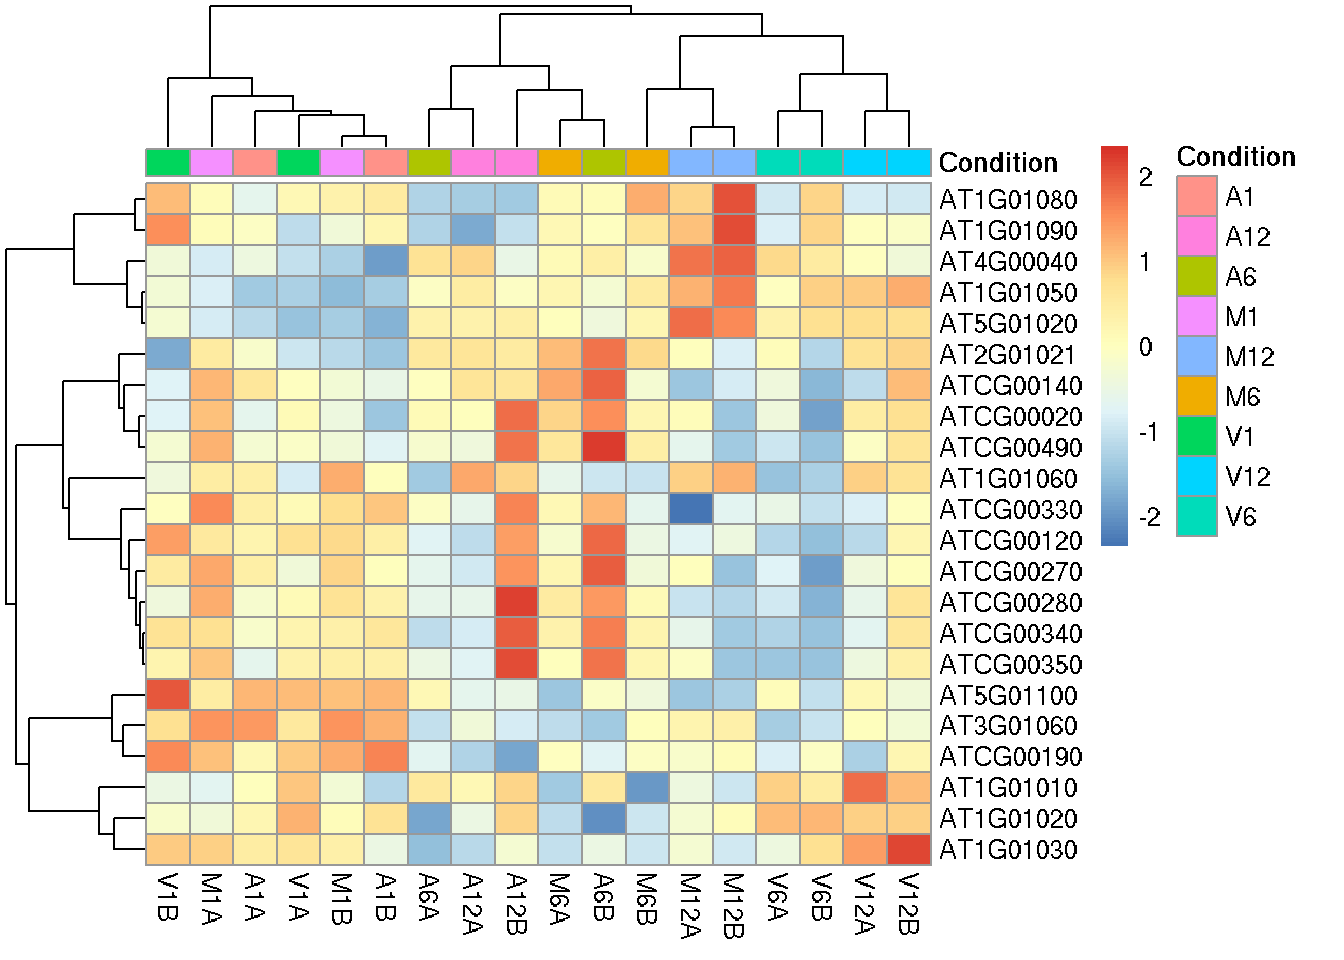 Condition
AT1G01080
AT1G01090
AT4G00040
AT1G01050
AT5G01020
AT2G01021
ATCG00140
ATCG00020
ATCG00490
AT1G01060
ATCG00330
ATCG00120
ATCG00270
ATCG00280
ATCG00340
ATCG00350
AT5G01100
AT3G01060
ATCG00190
AT1G01010
AT1G01020
AT1G01030
V1B M1A A1A V1A M1B A1B A6A A12A A12B M6A A6B M6B M12A M12B V6A V6B V12A V12B
2
1
0
-1
-2
Condition
A1
A12
A6
M1
M12
M6
V1
V12
V6